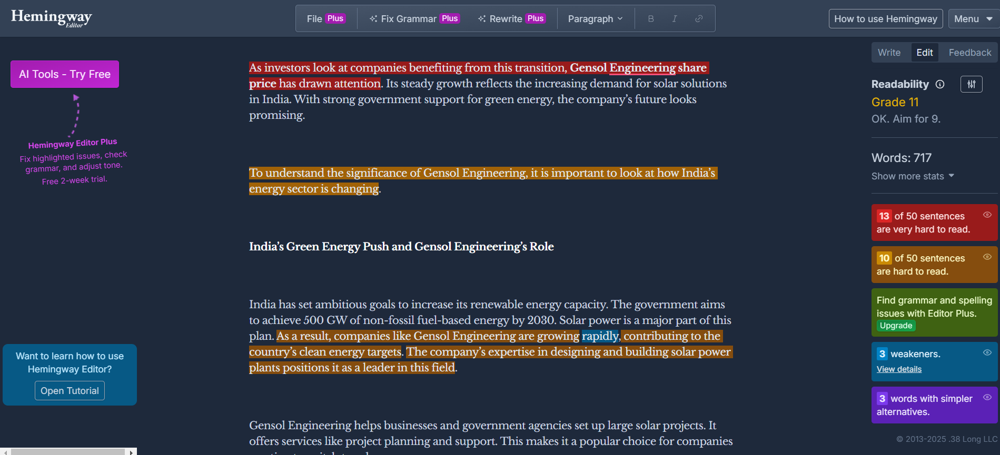 Hemingway
Editor
File Plus
Fix Grammar Plus
Rewrite Plus
Paragraph
B
I
How to use Hemingway
Menu
AI Tools - Try Free
Hemingway Editor Plus
Fix highlighted issues, check
grammar, and adjust tone.
Free 2-week trial.
Want to learn how to use
Hemingway Editor?
Open Tutorial
As investors look at companies benefiting from this transition, Gensol Engineering share
price has drawn attention. Its steady growth reflects the increasing demand for solar solutions
in India. With strong government support for green energy, the company’s future looks
promising.
To understand the significance of Gensol Engineering, it is important to look at how India’s
energy sector is changing.
India’s Green Energy Push and Gensol Engineering’s Role
India has set ambitious goals to increase its renewable energy capacity. The government aims
to achieve 500 GW of non-fossil fuel-based energy by 2030. Solar power is a major part of this
plan. As a result, companies like Gensol Engineering are growing rapidly, contributing to the
country’s clean energy targets. The company’s expertise in designing and building solar power
plants positions it as a leader in this field.
Gensol Engineering helps businesses and government agencies set up large solar projects. It
offers services like project planning and support. This makes it a popular choice for companies
Write
Edit
Feedback
Readability
Grade 11
OK. Aim for 9.
Words: 717
Show more stats
13 of 50 sentences
are very hard to read.
10 of 50 sentences
are hard to read.
Find grammar and spelling
issues with Editor Plus.
Upgrade
3 weakeners.
View details
3 words with simpler
alternatives.
© 2013-2025 .38 Long LLC